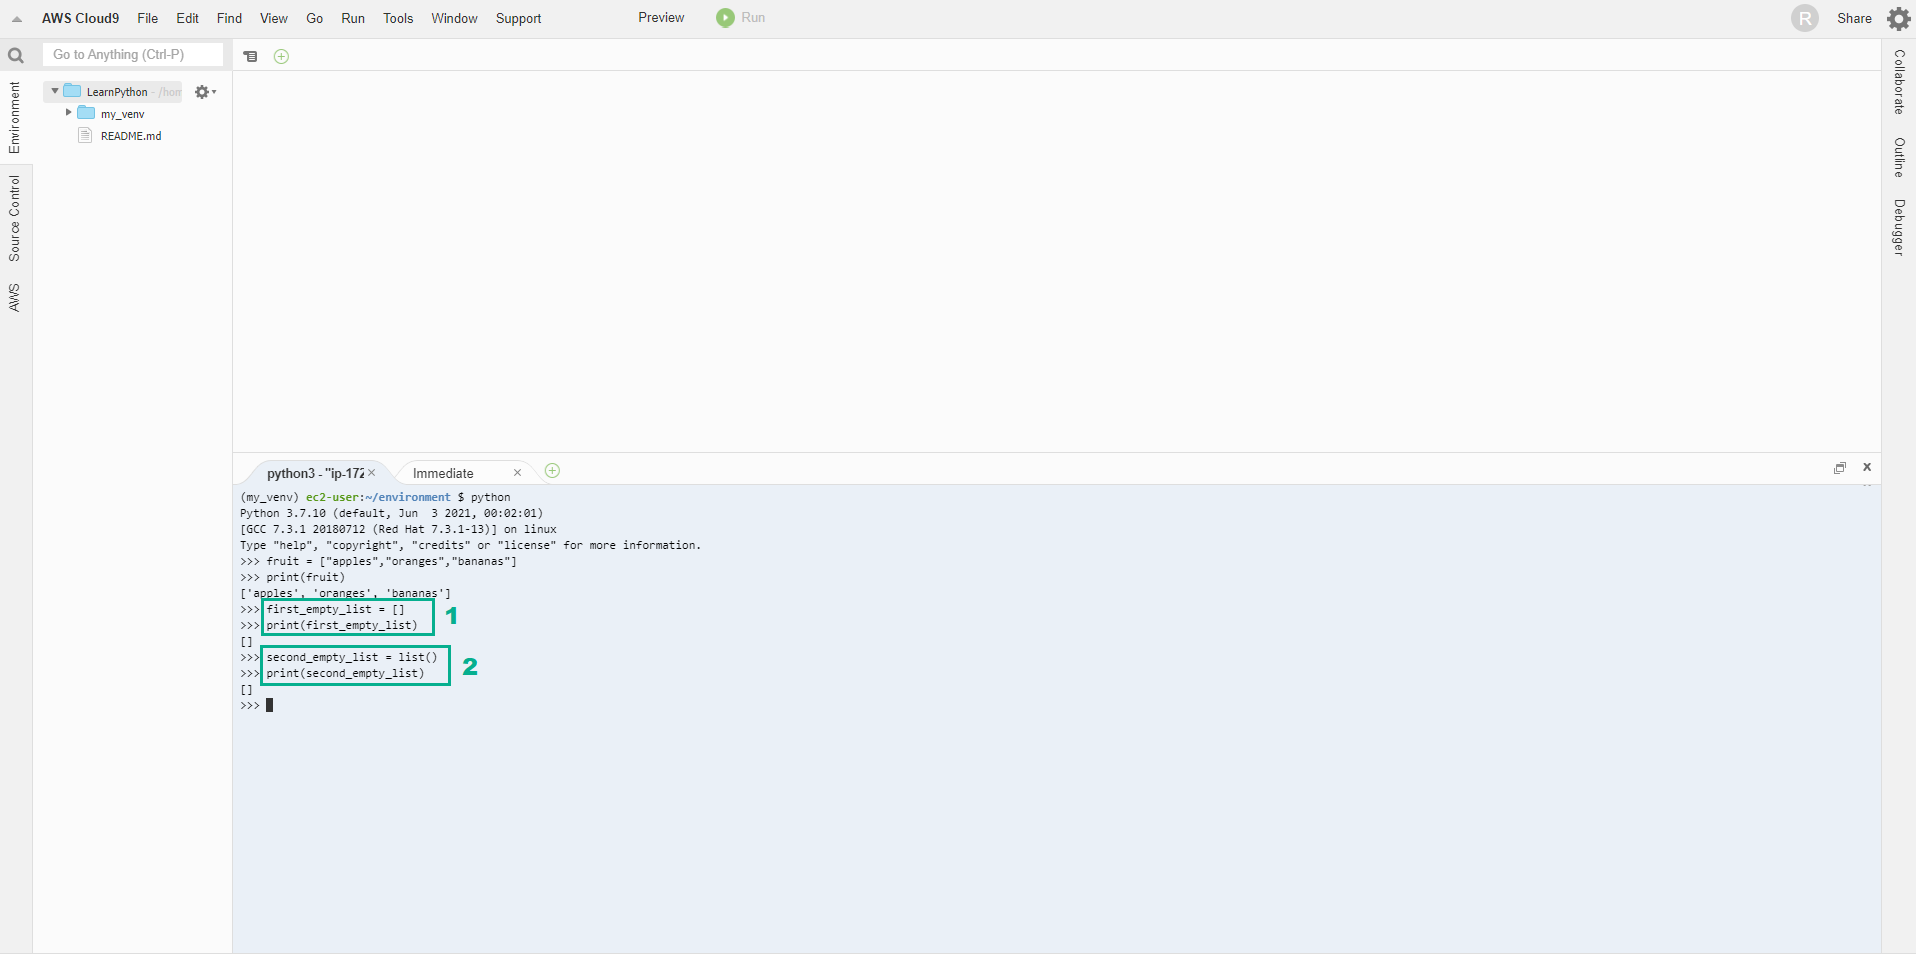 AWS Cloud9 File Edit Find View Go Run Tools Window Support Preview Run R Share
Go to Anything (Ctrl-P)
Environment
Source Control
AWS
LearnPython - /hom
my_venv
README.md
Collaborate
Outline
Debugger
python3 - "ip-172 × Immediate ×
(my_venv) ec2-user:~/environment $ python
Python 3.7.10 (default, Jun  3 2021, 00:02:01)
[GCC 7.3.1 20180712 (Red Hat 7.3.1-13)] on linux
Type "help", "copyright", "credits" or "license" for more information.
>>> fruit = ["apples","oranges","bananas"]
>>> print(fruit)
['apples', 'oranges', 'bananas']
>>> first_empty_list = []
>>> print(first_empty_list)
1
[]
>>> second_empty_list = list()
>>> print(second_empty_list)
2
[]
>>>